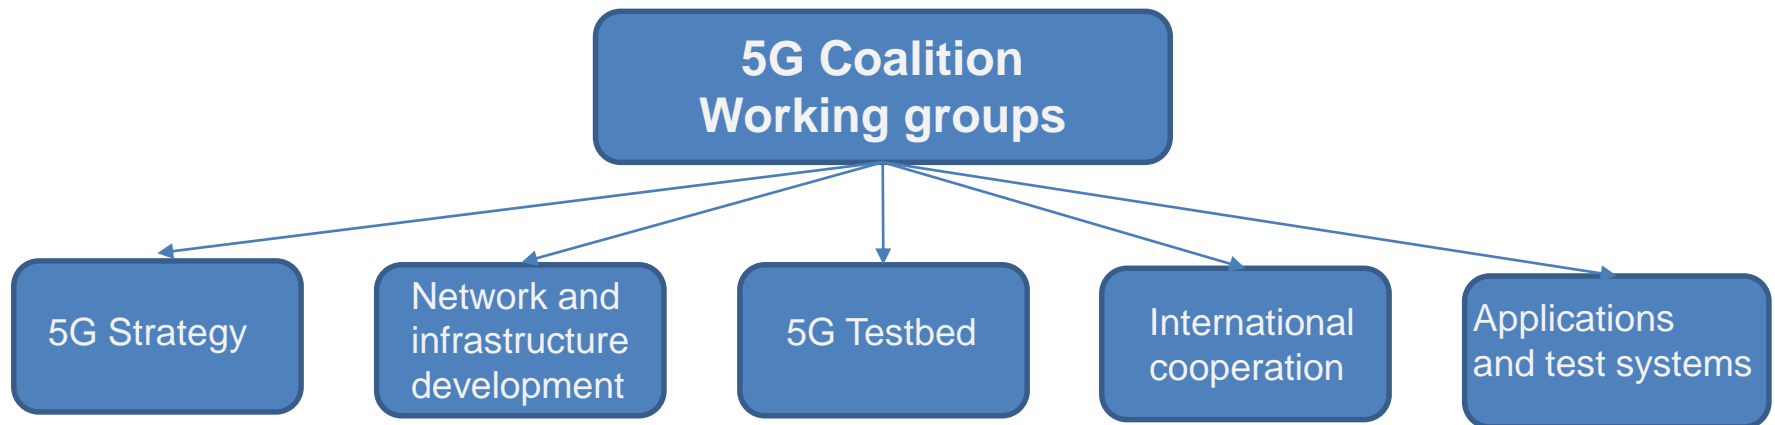 5G Coalition
Working groups
5G Strategy
Network and
infrastructure
development
5G Testbed
International
cooperation
Applications
and test systems